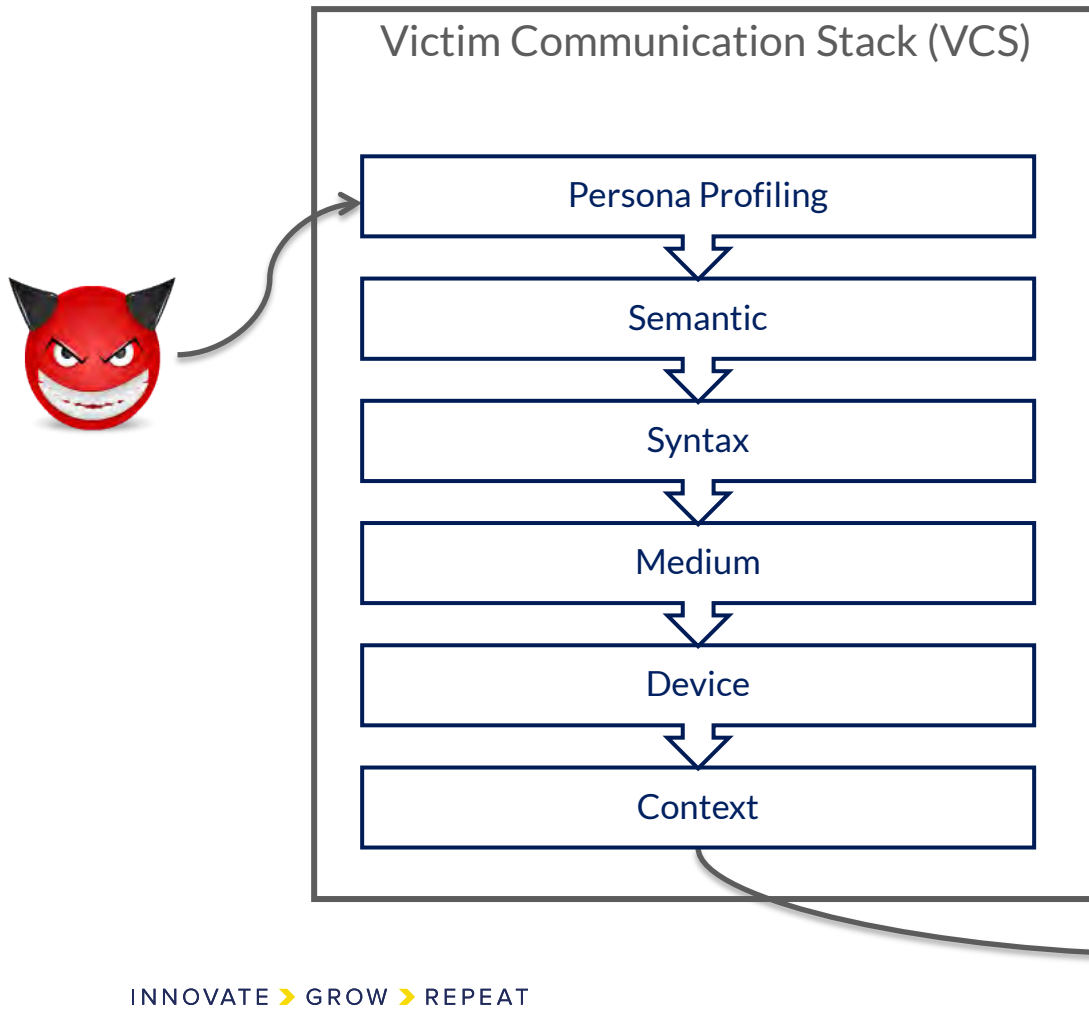 Victim Communication Stack (VCS)
Persona Profiling
Semantic
Syntax
Medium
Device
Context
INNOVATE > GROW > REPEAT